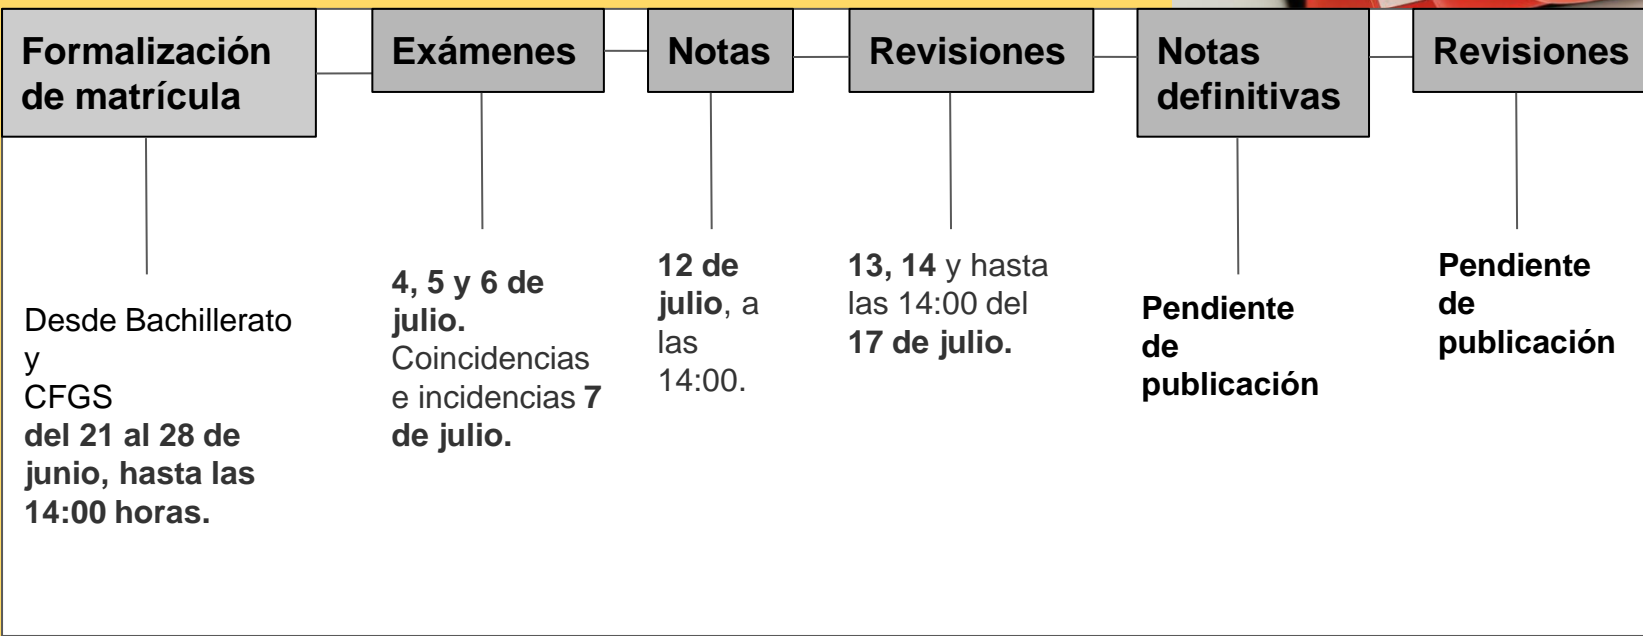 Formalización
de matrícula
Desde Bachillerato
y
CFGS
del 21 al 28 de
junio, hasta las
14:00 horas.
Exámenes
4, 5 y 6 de
julio.
Coincidencias
e incidencias 7
de julio.
Notas
12 de
julio, a
las
14:00.
Revisiones
13, 14 y hasta
las 14:00 del
17 de julio.
Notas
definitivas
Pendiente
de
publicación
Revisiones
Pendiente
de
publicación